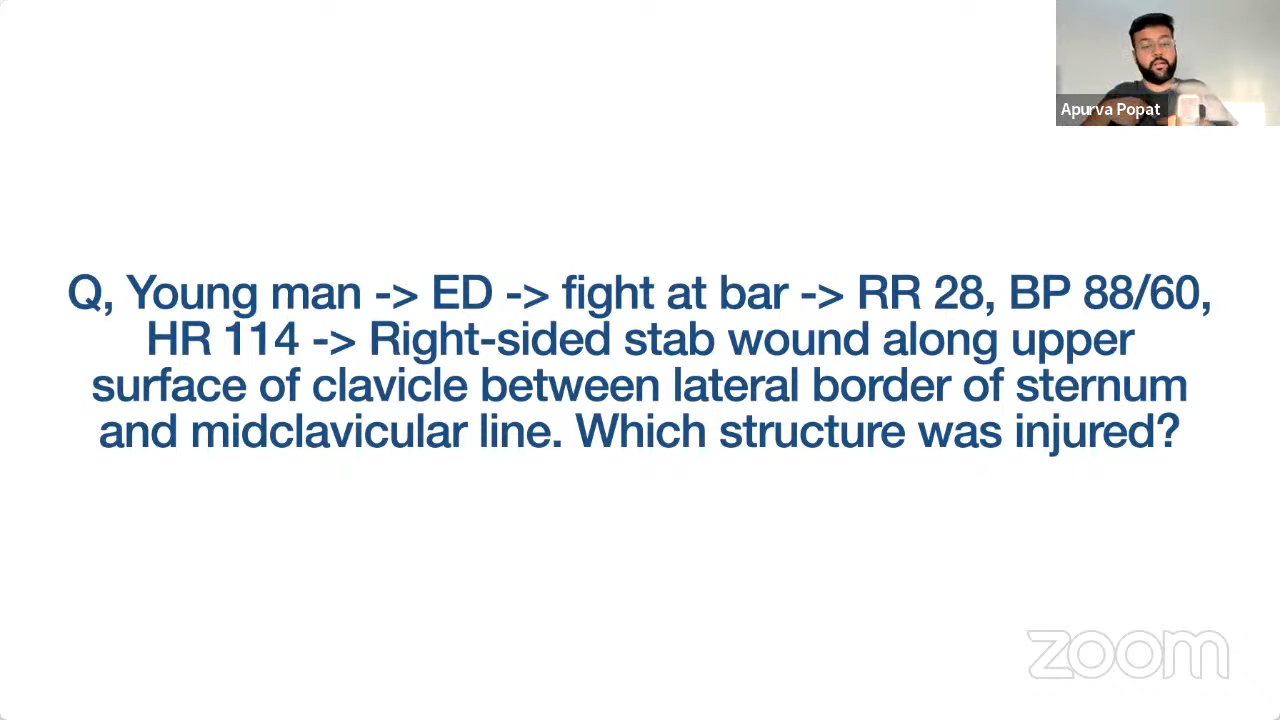 Apurva Popat
Q, Young man -> ED -> fight at bar -> RR 28, BP 88/60,
HR 114 -> Right-sided stab wound along upper
surface of clavicle between lateral border of sternum
and midclavicular line. Which structure was injured?
zoom